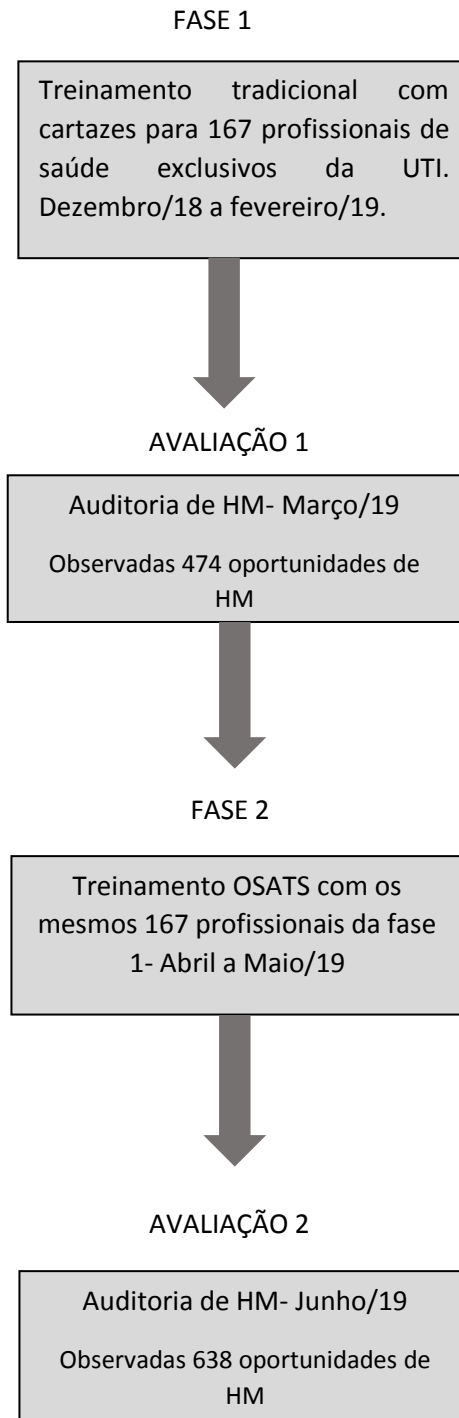 FASE 1
Treinamento tradicional com
cartazes para 167 profissionais de
saúde exclusivos da UTI.
Dezembro/18 a fevereiro/19.
AVALIAÇÃO 1
Auditoria de HM- Março/19
Observadas 474 oportunidades de
HM
FASE 2
Treinamento OSATS com os
mesmos 167 profissionais da fase
1- Abril a Maio/19
AVALIAÇÃO 2
Auditoria de HM- Junho/19
Observadas 638 oportunidades de
HM